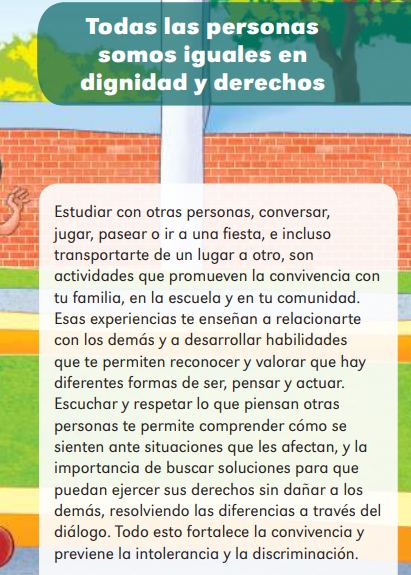 Todas las personas
somos iguales en
dignidad y derechos
Estudiar con otras personas, conversar,
jugar, pasear o ir a una fiesta, e incluso
transportarte de un lugar a otro, son
actividades que promueven la convivencia con
tu familia, en la escuela y en tu comunidad.
Esas experiencias te enseñan a relacionarte
con los demás y a desarrollar habilidades
que te permiten reconocer y valorar que hay
diferentes formas de ser, pensar y actuar.
Escuchar y respetar lo que piensan otras
personas te permite comprender cómo se
sienten ante situaciones que les afectan, y la
importancia de buscar soluciones para que
puedan ejercer sus derechos sin dañar a los
demás, resolviendo las diferencias a través del
diálogo. Todo esto fortalece la convivencia y
previene la intolerancia y la discriminación.